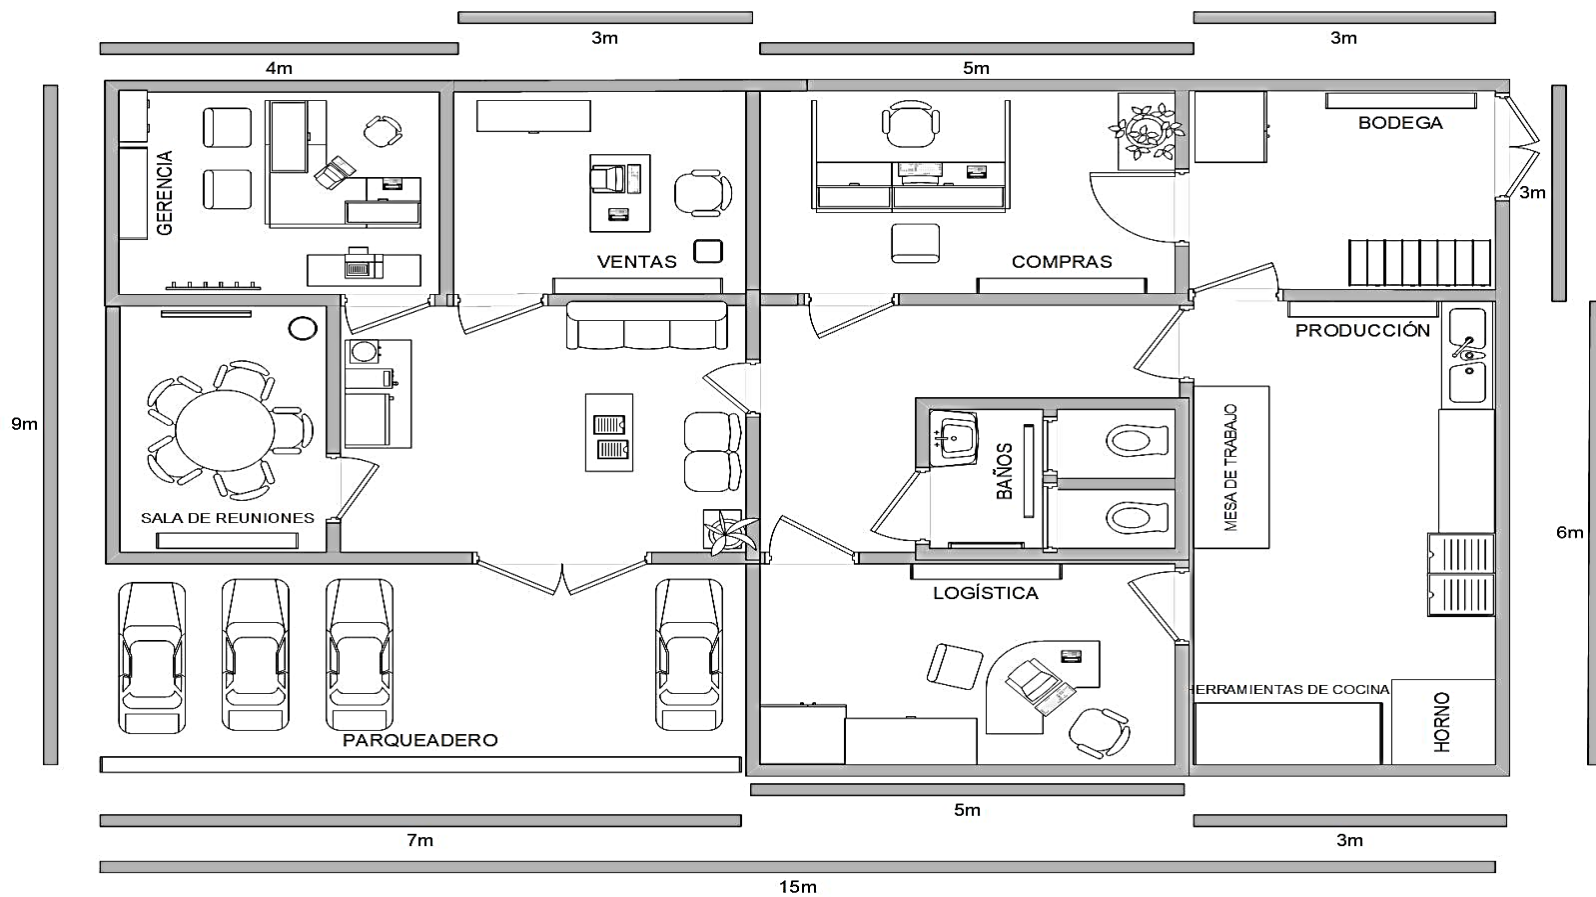 3m
3m
4m
5m
BODEGA
GERENCIA
3m
VENTAS
COMPRAS
PRODUCCIÓN
9m
MESA DE TRABAJO
BAÑOS
SALA DE REUNIONES
6m
LOGÍSTICA
HERRAMIENTAS DE COCINA
HORNO
PARQUEADERO
5m
7m
3m
15m